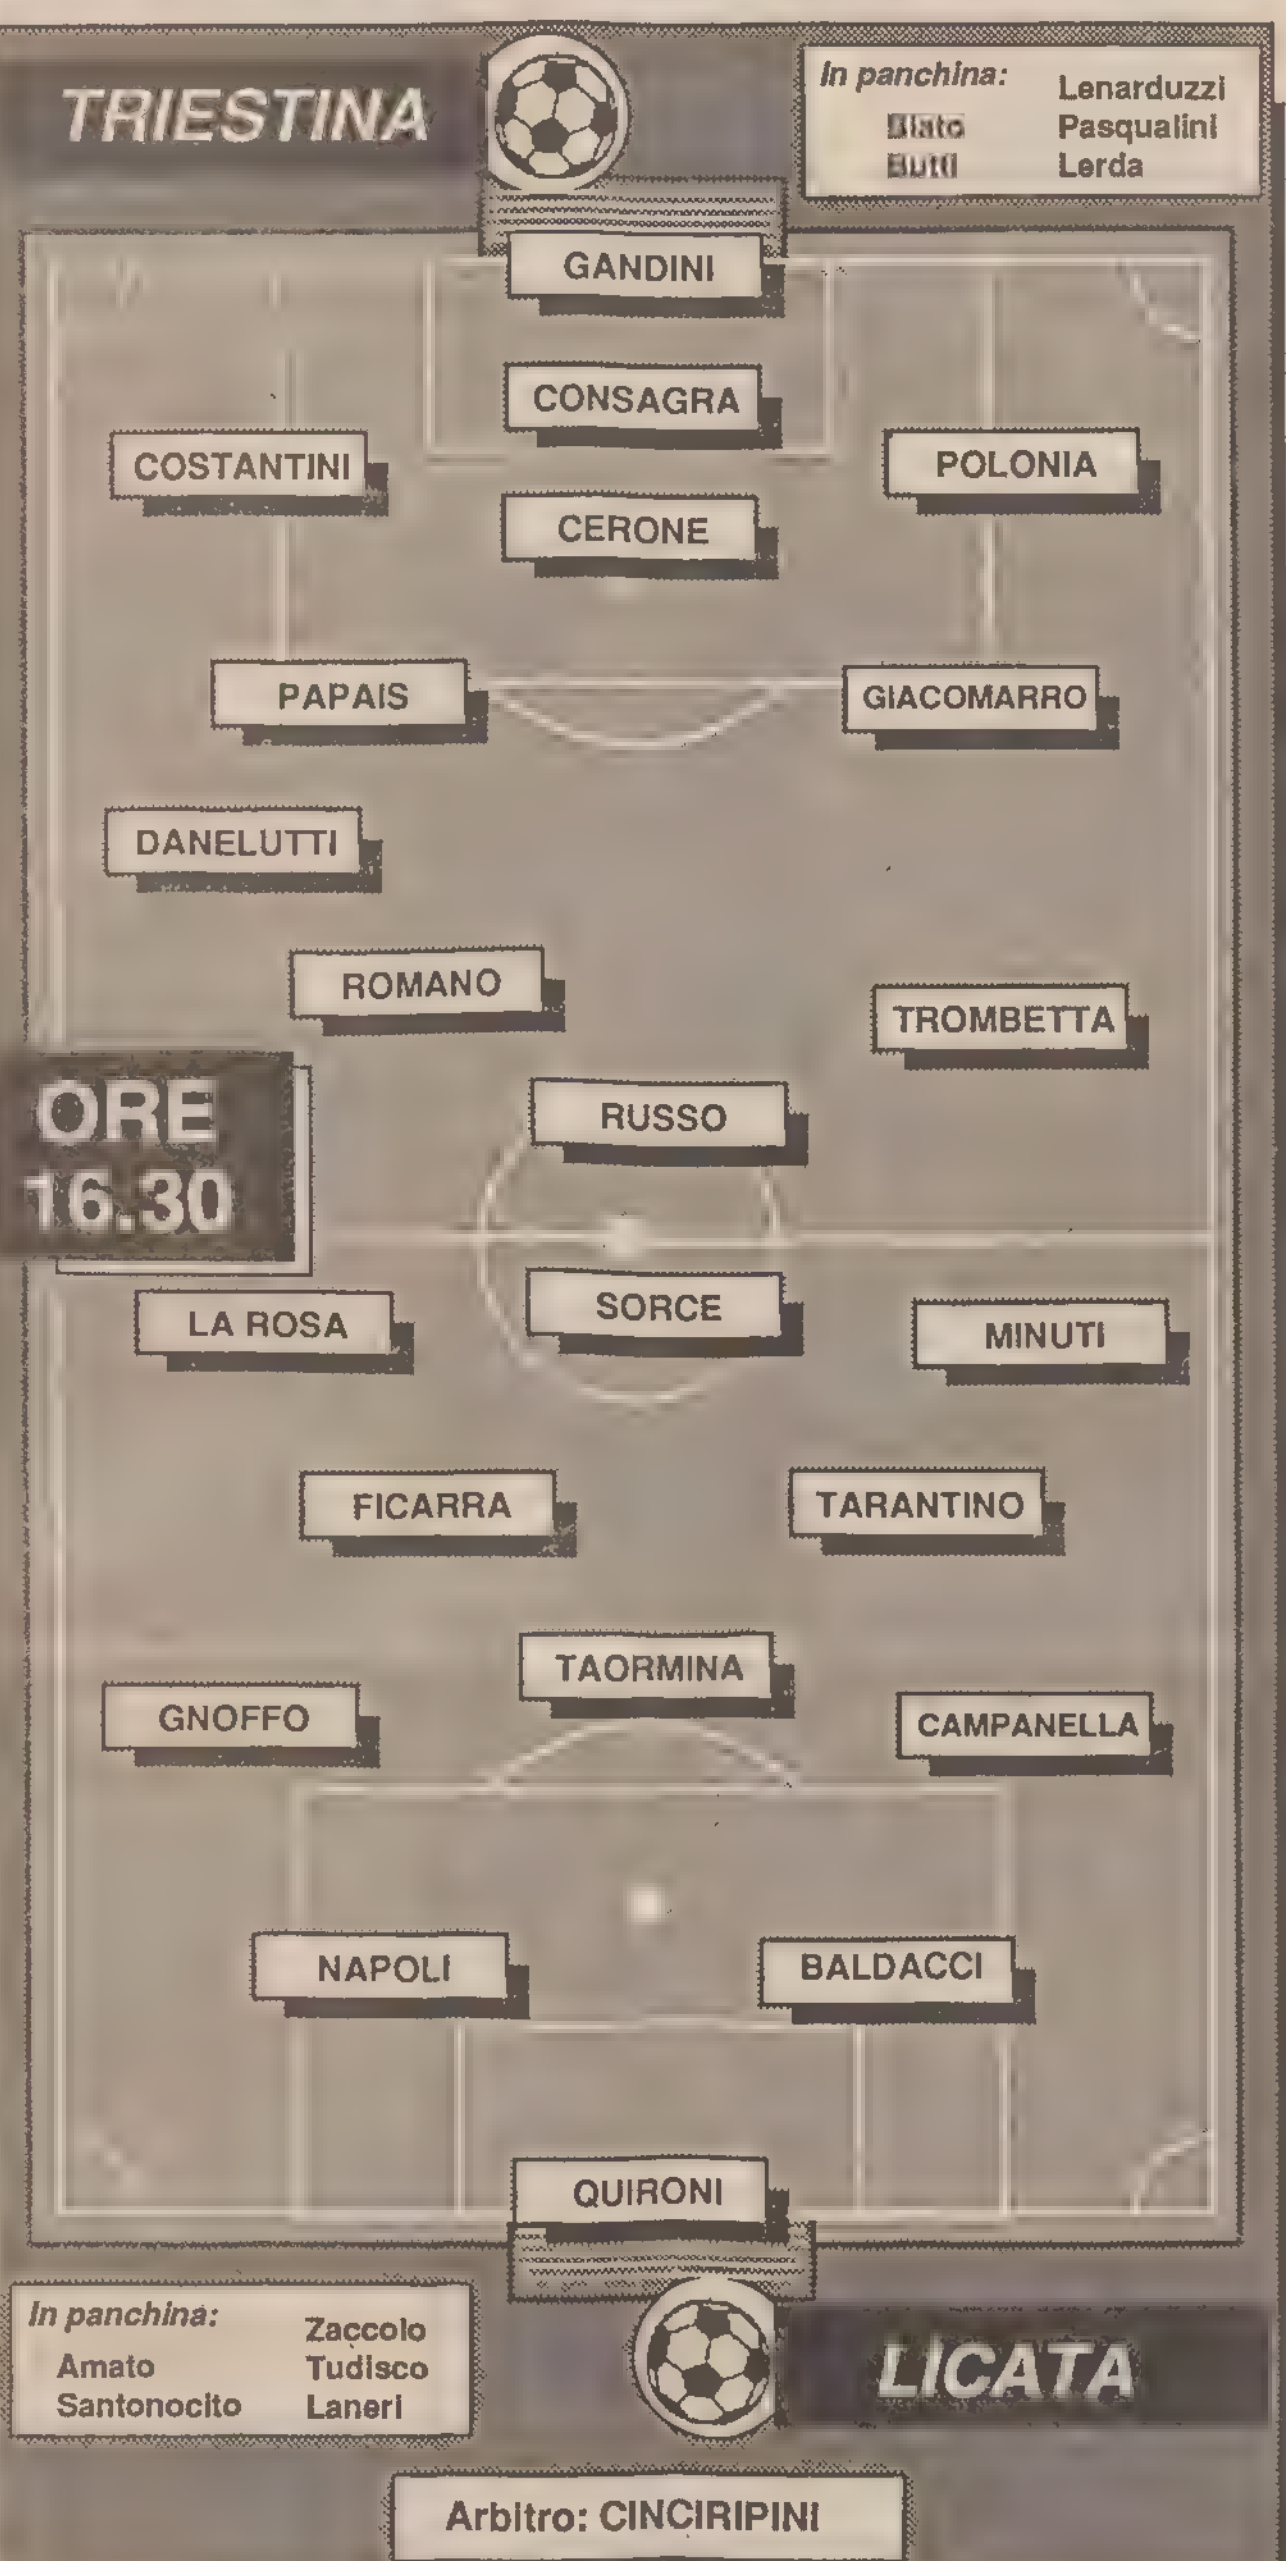 TRIESTINA
In panchina:
Biato
Butti
Lenarduzzi
Pasqualini
Lerda
GANDINI
CONSAGRA
COSTANTINI
POLONIA
CERONE
PAPAIS
GIACOMARRO
DANELUTTI
ROMANO
TROMBETTA
ORE
16.30
RUSSO
SORCE
LA ROSA
MINUTI
FICARRA
TARANTINO
TAORMINA
GNOFFO
CAMPANELLA
NAPOLI
BALDACCI
QUIRONI
In panchina:
Amato
Santonocito
Zaccolo
Tudisco
Laneri
LICATA
Arbitro: CINCIRIPINI